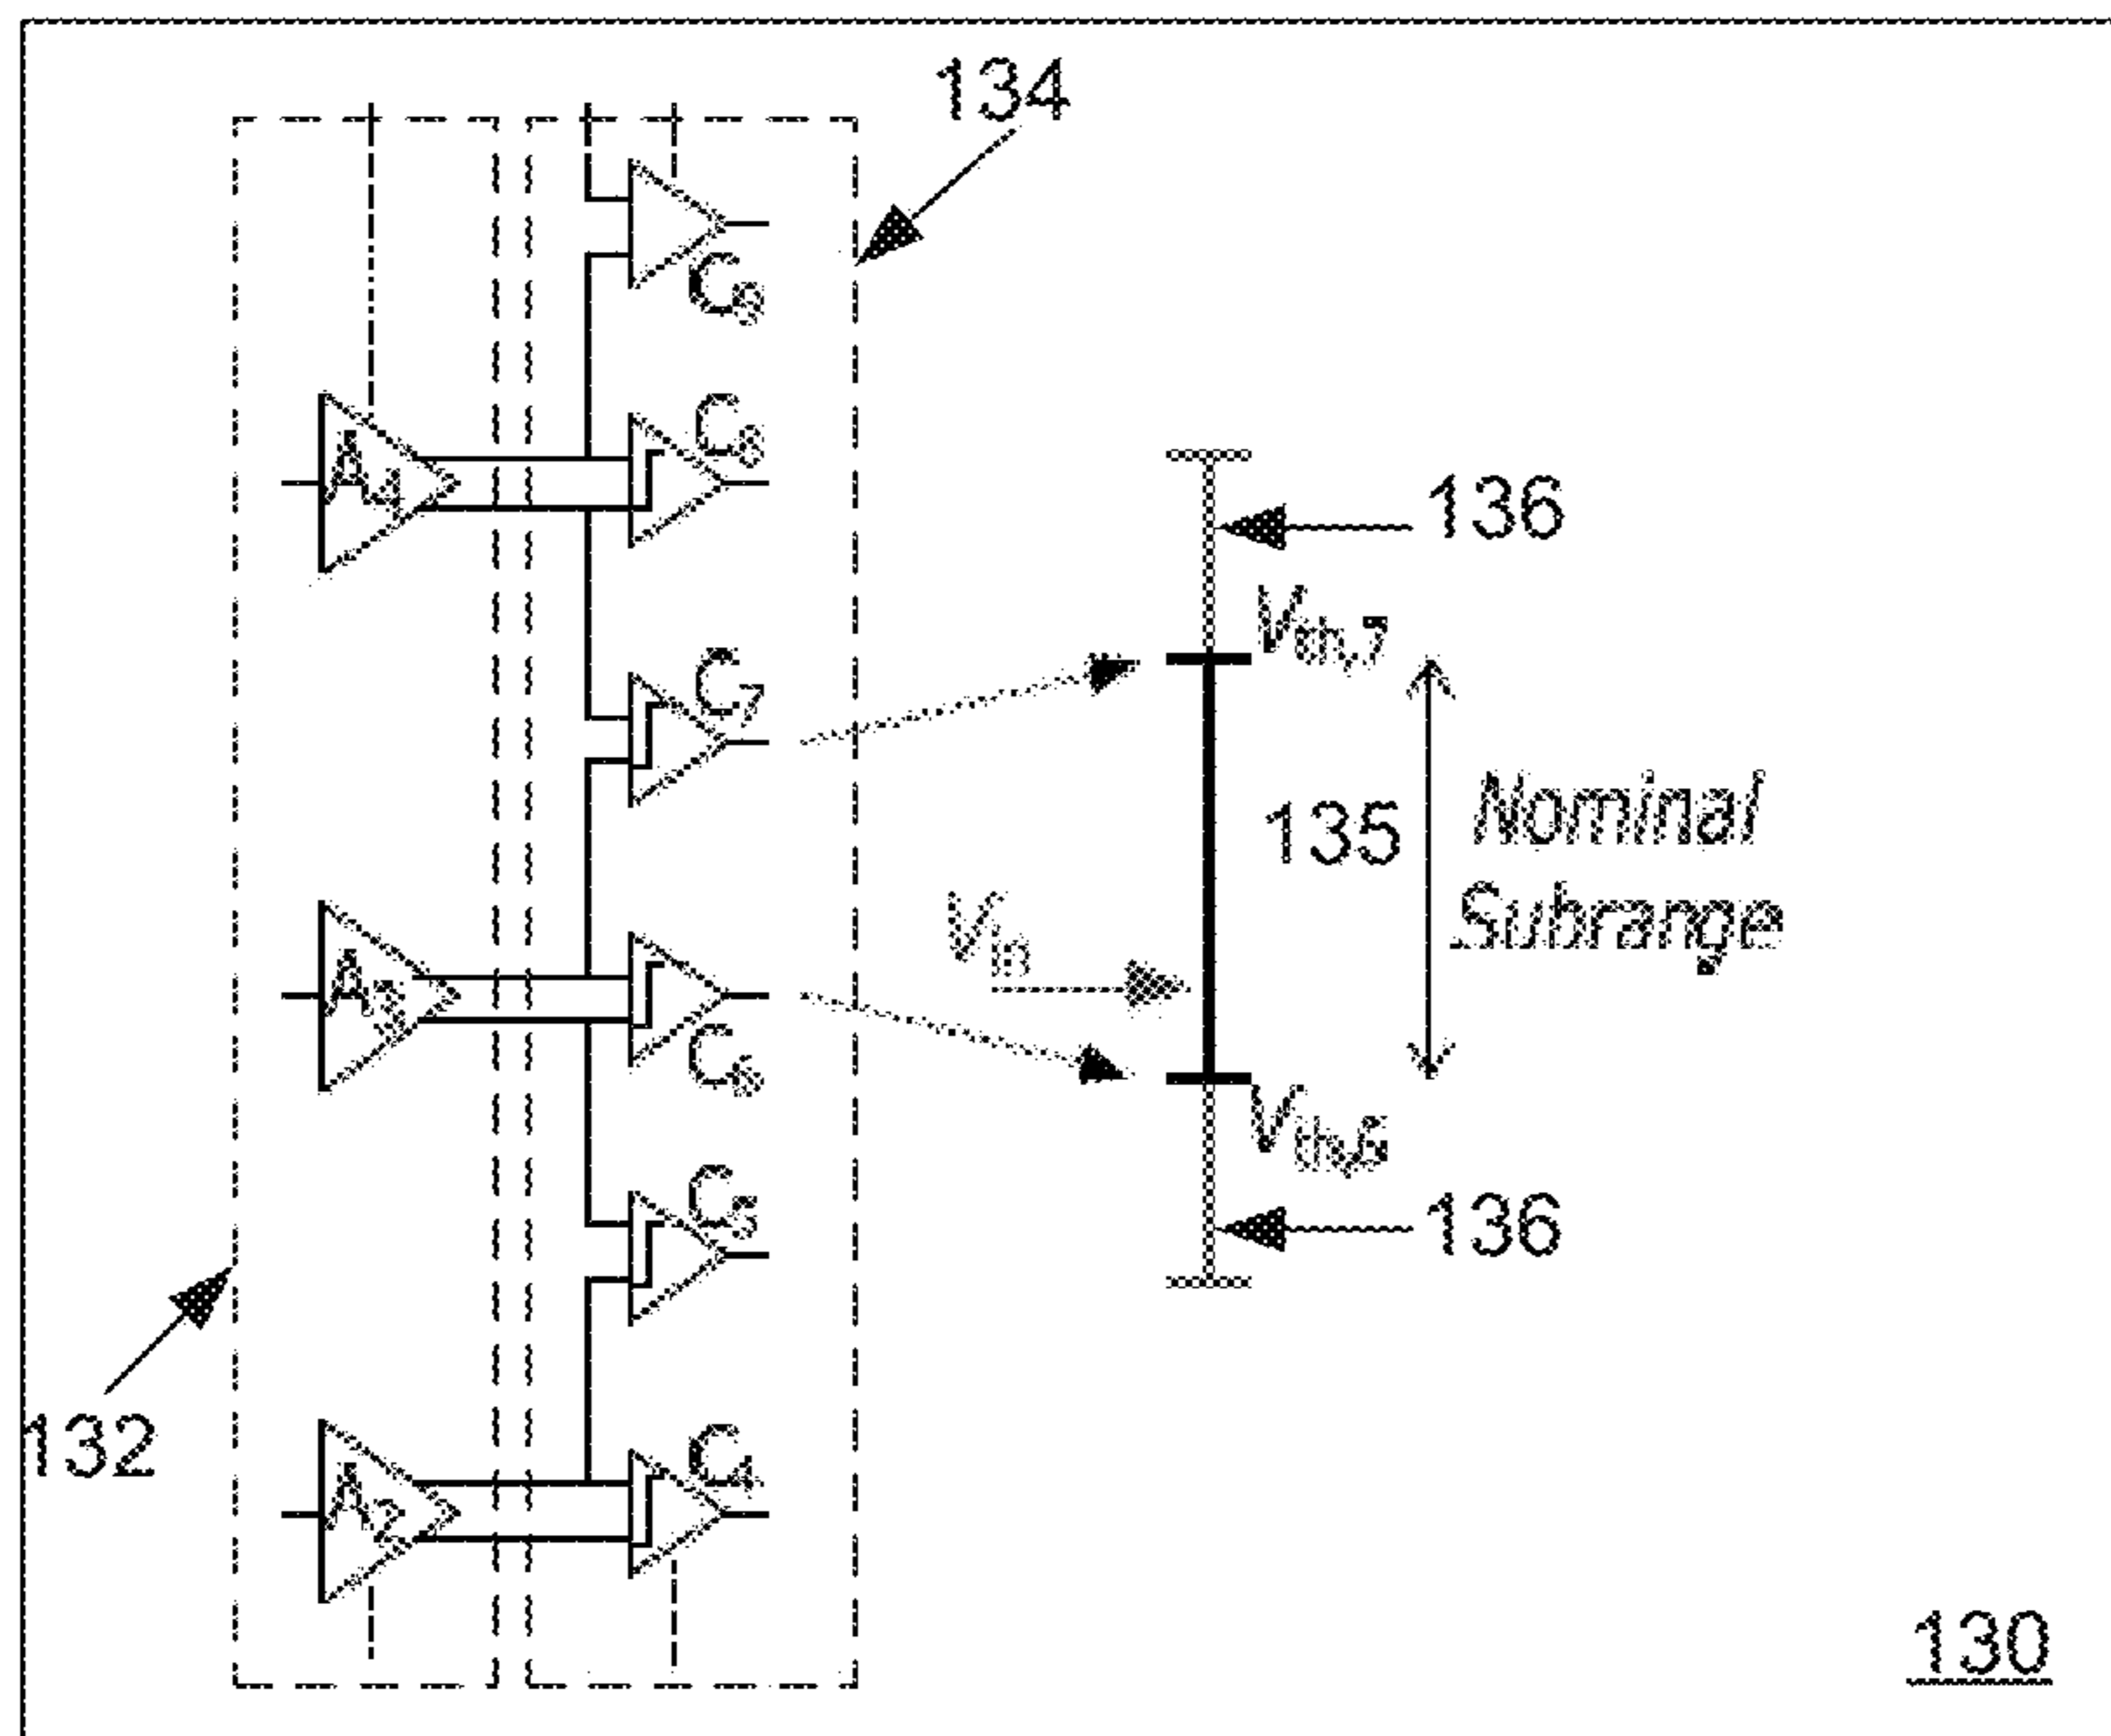 134
C9
A4
C8
136
Vth,7
C7
135
Nominal
Subrange
Vin
A3
C6
Vth,6
C5
136
132
A2
C4
130